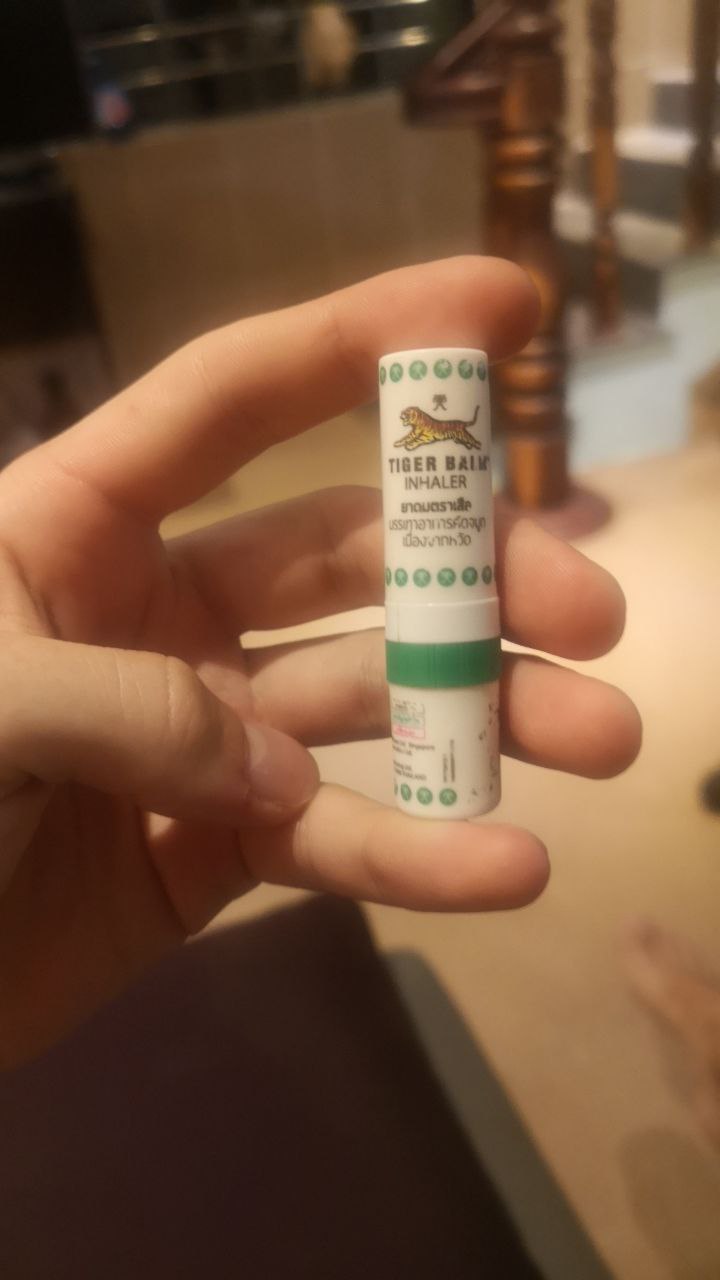 TIGER BALM
INHALER
ยาดมตราเสือ
บรรเทาอาการคัดจมูก
เนื่องจากหวัด
Singapore
THAILAND